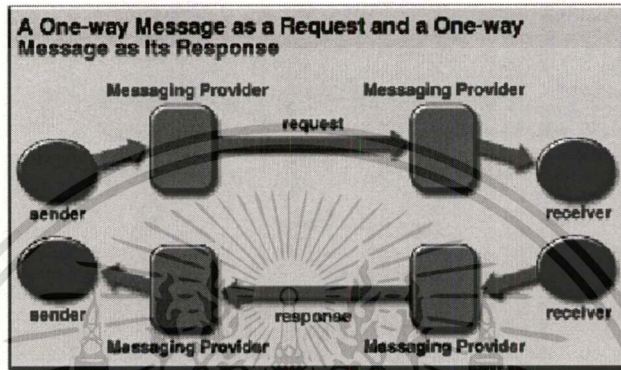 A One-way Message as a Request and a One-way
Message as Its Response
Messaging Provider Messaging Provider
request
sender receiver
sender response receiver
Messaging Provider Messaging Provider